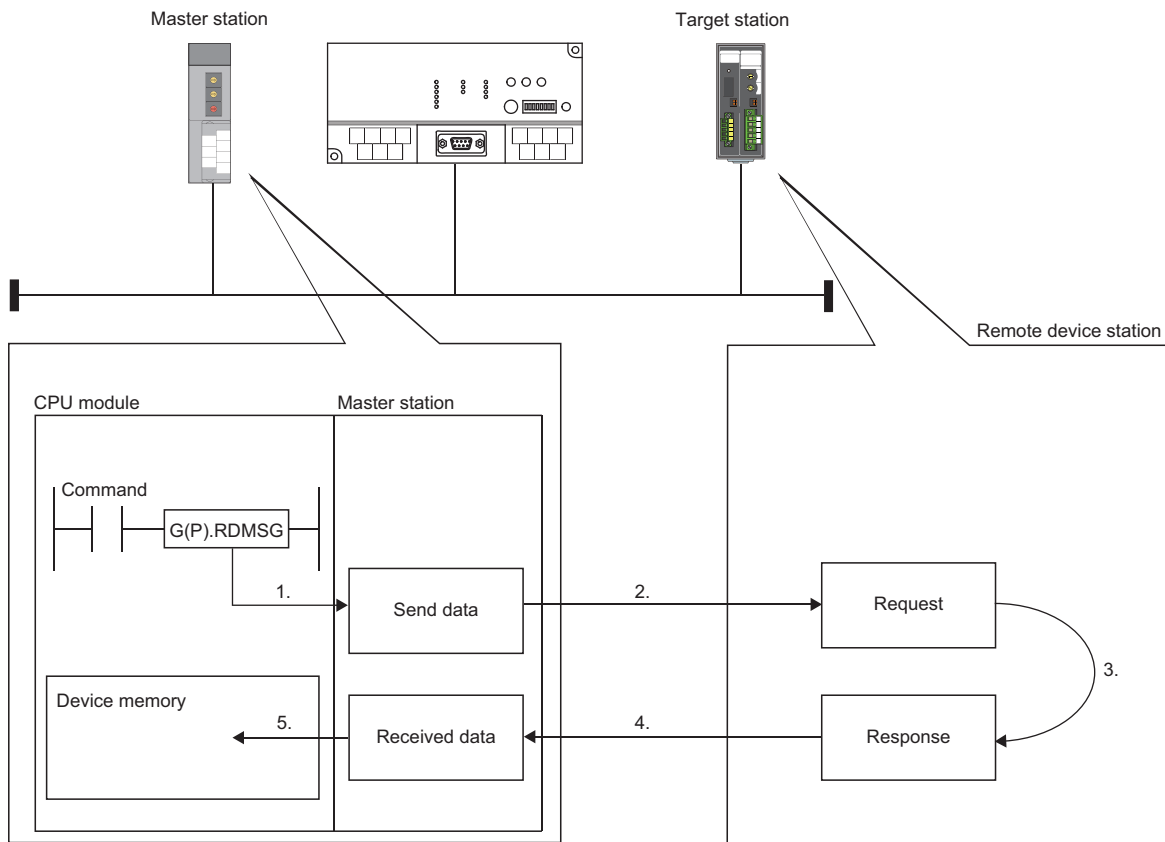 Master station
Target station
Remote device station
CPU module
Master station
Command
G(P).RDMSG
1.
Send data
2.
Request
3.
Device memory
5.
Received data
4.
Response